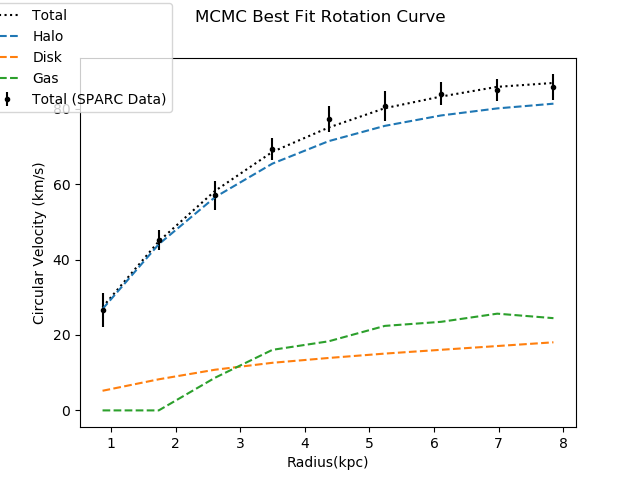 MCMC Best Fit Rotation Curve
Total
Halo
Disk
Gas
Total (SPARC Data)
80
60
40
20
0
Circular Velocity (km/s)
1 2 3 4 5 6 7 8
Radius(kpc)